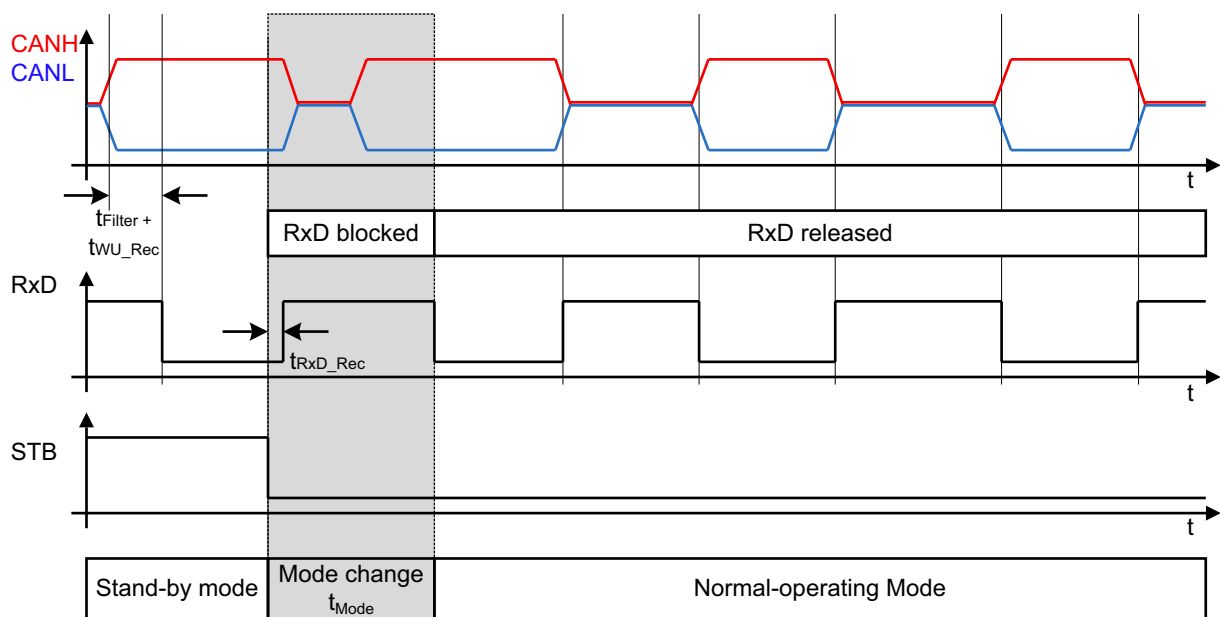 CANH
CANL
t
tFilter +
tWU_Rec
RxD blocked
RxD released
RxD
tRxD_Rec
t
STB
t
Stand-by mode
Mode change
tMode
Normal-operating Mode